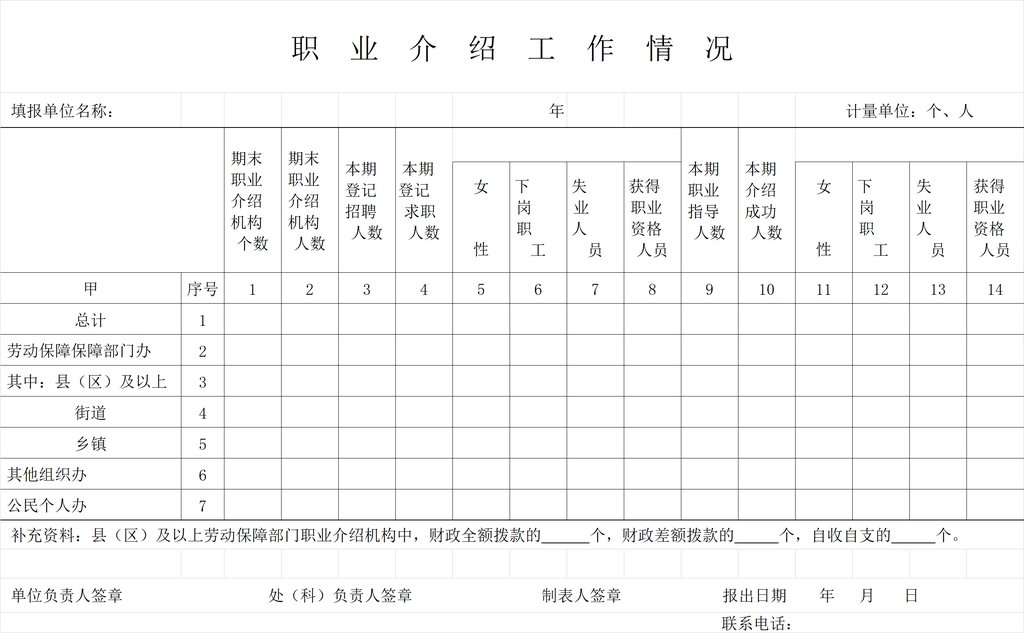 职 业 介 绍 工 作 情 况
填报单位名称： 年 计量单位：个、人
期末职业介绍机构个数 期末职业介绍机构人数 本期登记招聘人数 本期登记求职人数 女性 下岗职工 失业人员 获得职业资格人员 本期职业指导人数 本期介绍成功人数 女性 下岗职工 失业人员 获得职业资格人员
甲 序号 1 2 3 4 5 6 7 8 9 10 11 12 13 14
总计 1
劳动保障保障部门办 2
其中：县（区）及以上 3
街道 4
乡镇 5
其他组织办 6
公民个人办 7
补充资料：县（区）及以上劳动保障部门职业介绍机构中，财政全额拨款的______个，财政差额拨款的______个，自收自支的______个。
单位负责人签章 处（科）负责人签章 制表人签章 报出日期 年 月 日
联系电话：